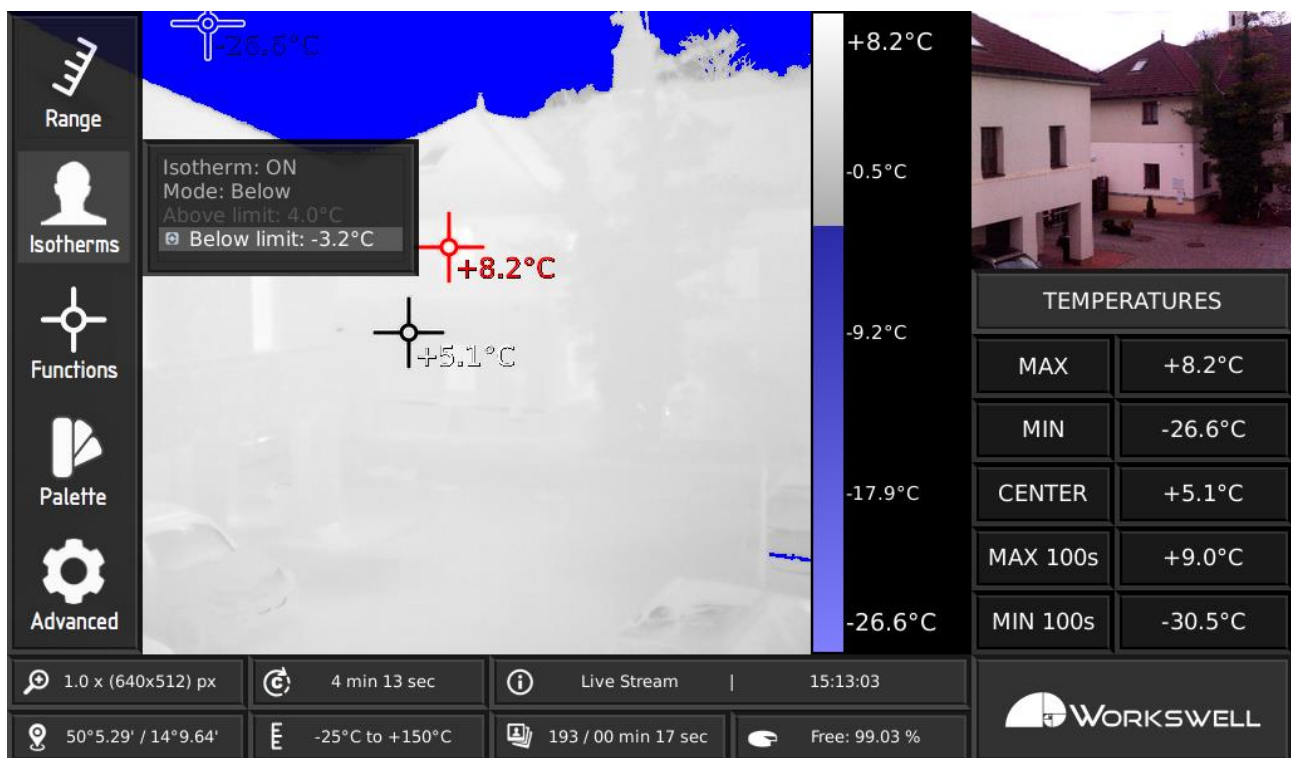 Range
Isotherms
Functions
Palette
Advanced
-26.6°C
Isotherm: ON
Mode: Below
Above limit: 4.0°C
Below limit: -3.2°C
+8.2°C
+5.1°C
+8.2°C
-0.5°C
-9.2°C
-17.9°C
-26.6°C
TEMPERATURES
MAX +8.2°C
MIN -26.6°C
CENTER +5.1°C
MAX 100s +9.0°C
MIN 100s -30.5°C
1.0 x (640x512) px
4 min 13 sec
Live Stream | 15:13:03
50°5.29' / 14°9.64'
-25°C to +150°C
193 / 00 min 17 sec
Free: 99.03 %
WORKSWELL